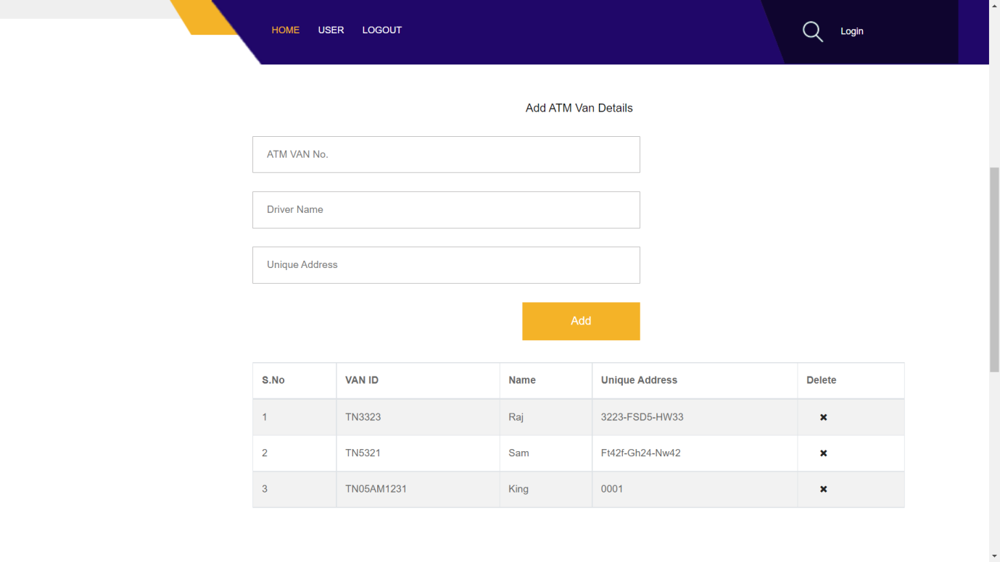 HOME USER LOGOUT Login
Add ATM Van Details
ATM VAN No.
Driver Name
Unique Address
Add
S.No VAN ID Name Unique Address Delete
1 TN3323 Raj 3223-FSD5-HW33
2 TN5321 Sam Ft42f-Gh24-Nw42
3 TN05AM1231 King 0001